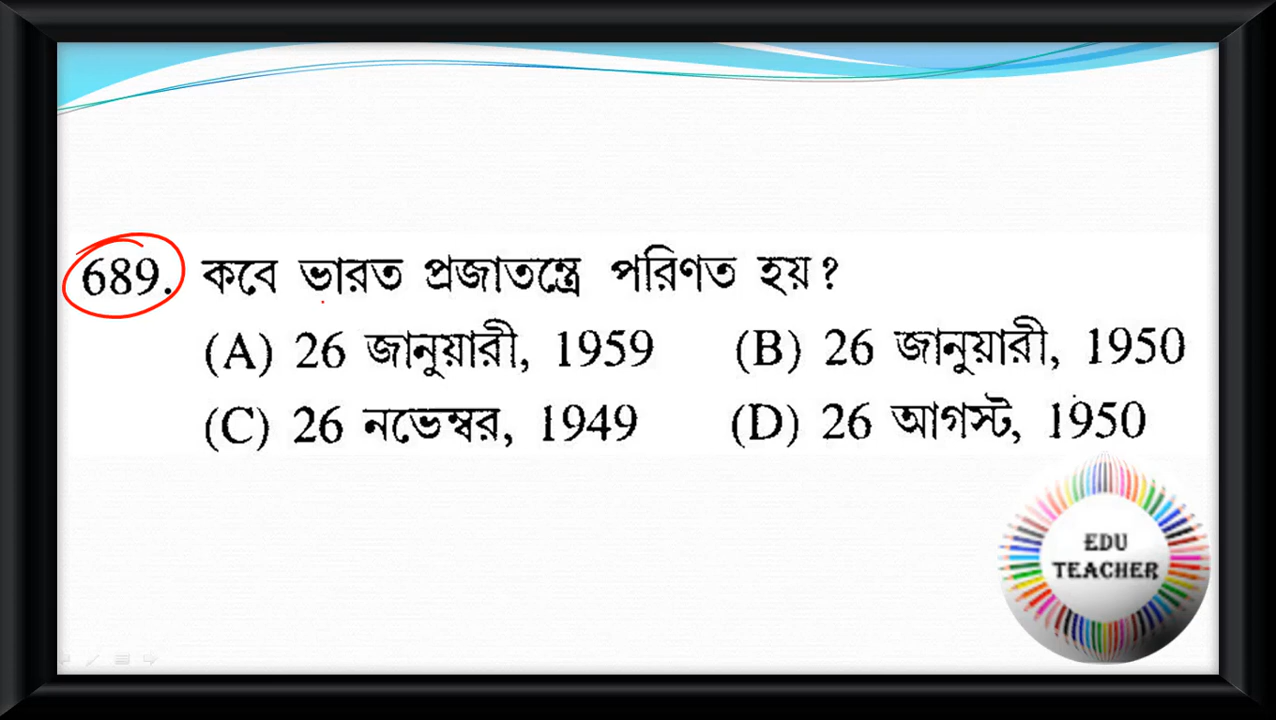 689. কবে ভারত প্রজাতন্ত্রে পরিণত হয়?
(A) 26 জানুয়ারী, 1959 (B) 26 জানুয়ারী, 1950
(C) 26 নভেম্বর, 1949 (D) 26 আগস্ট, 1950
EDU
TEACHER